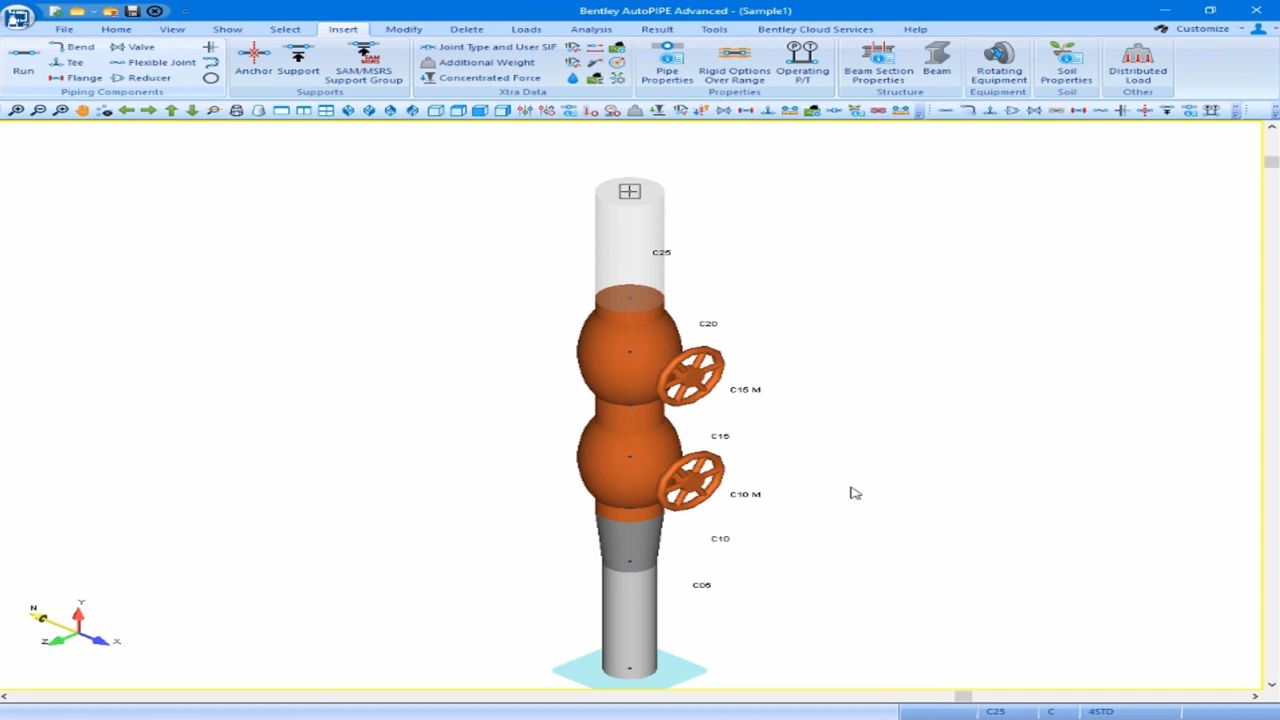 Bentley AutoPIPE Advanced - (Sample1)
File Home View Show Select Insert Modify Delete Loads Result Analysis Tools Bentley Cloud Services Help Customize
Run
Bend
Tee
Flange
Valve
Flexible Joint
Reducer
Piping Components
Anchor
Support
SAM MSRS
SAM/MSRS Support Group
Supports
Joint Type and User SIF
Additional Weight
Concentrated Force
Xtra Data
Pipe Properties
Rigid Options Over Range
P T
Operating P/T
Properties
Beam Section Properties
Beam
Structure
Rotating Equipment
Equipment
Soil Properties
Soil
Distributed Load
Other
C25
C20
C15 M
C15
C10 M
C10
C05
N
Y
Z
X
C25 C 4STD